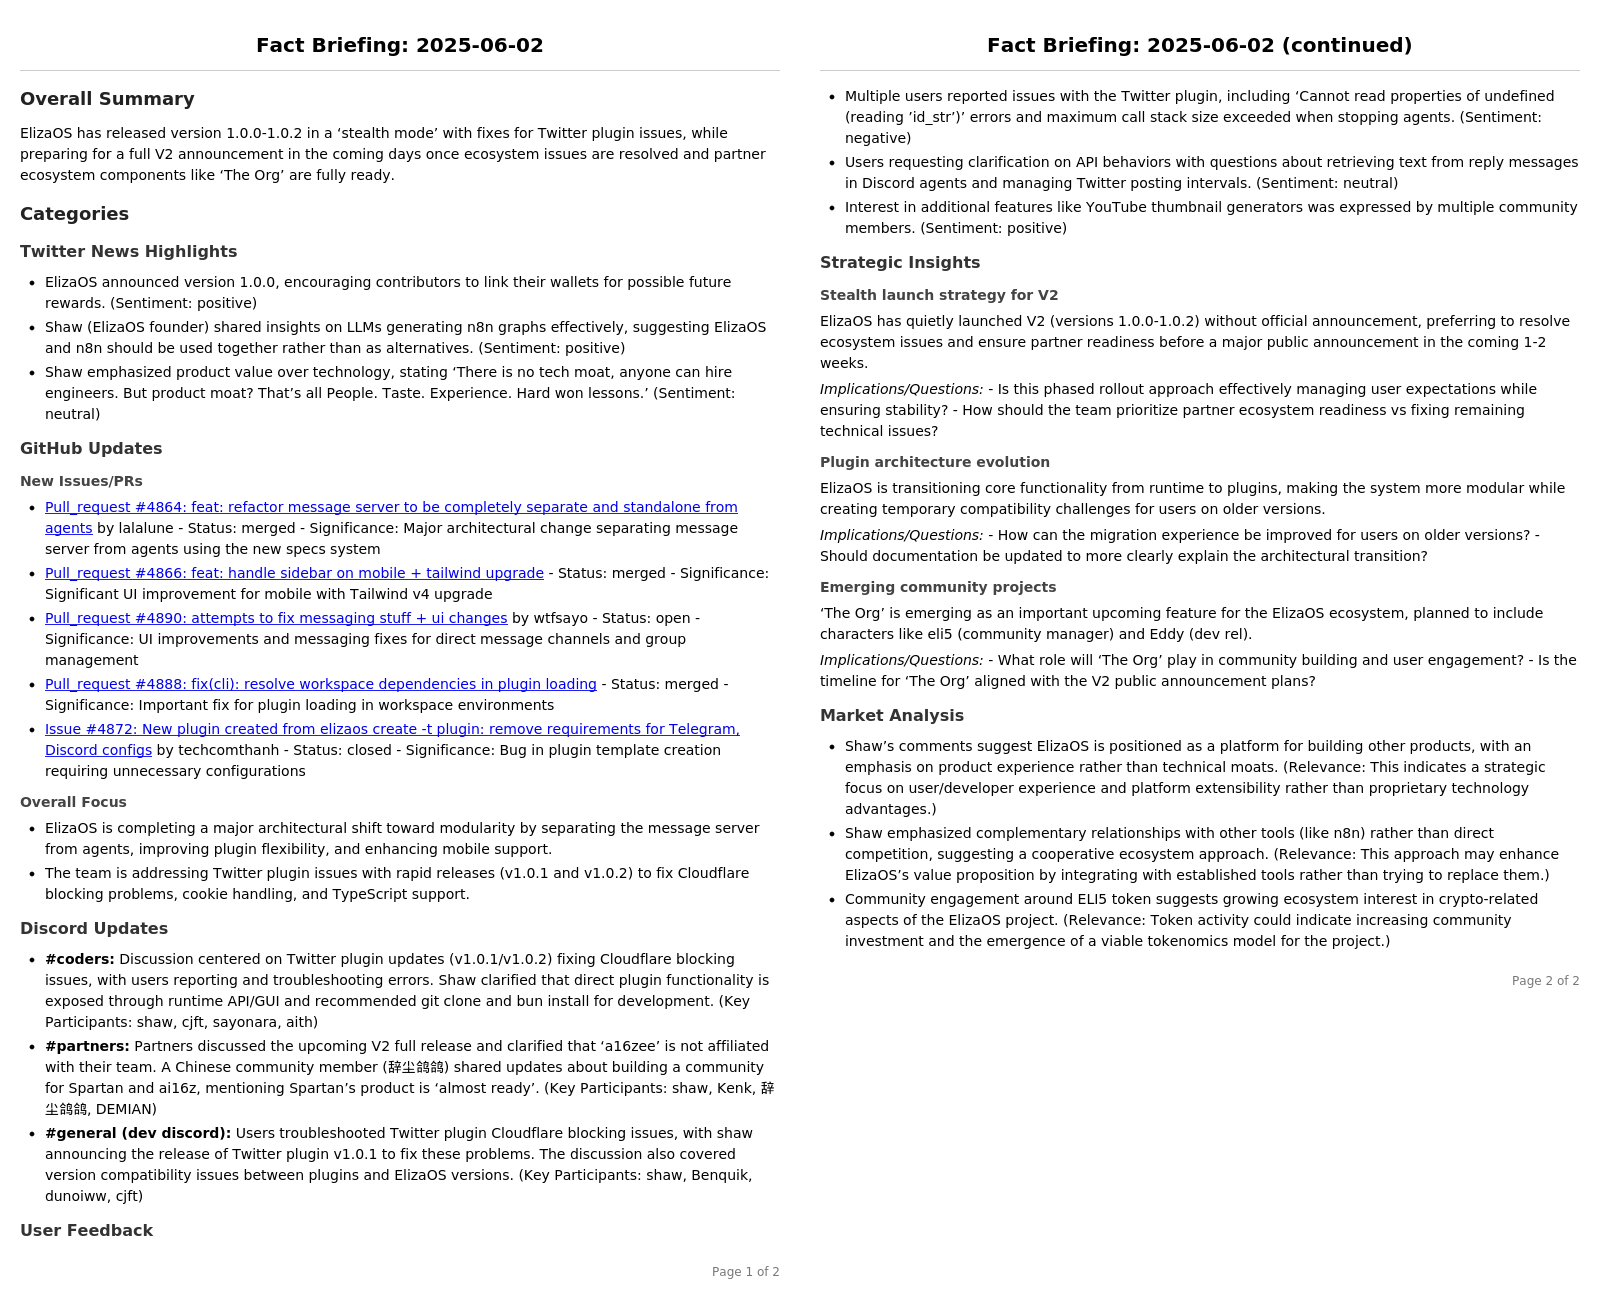 Fact Briefing: 2025-06-02
Overall Summary
ElizaOS has released version 1.0.0-1.0.2 in a ‘stealth mode’ with fixes for Twitter plugin issues, while
preparing for a full V2 announcement in the coming days once ecosystem issues are resolved and partner
ecosystem components like ‘The Org’ are fully ready.
Categories
Twitter News Highlights
• ElizaOS announced version 1.0.0, encouraging contributors to link their wallets for possible future
rewards. (Sentiment: positive)
• Shaw (ElizaOS founder) shared insights on LLMs generating n8n graphs effectively, suggesting ElizaOS
and n8n should be used together rather than as alternatives. (Sentiment: positive)
• Shaw emphasized product value over technology, stating ‘There is no tech moat, anyone can hire
engineers. But product moat? That’s all People. Taste. Experience. Hard won lessons.’ (Sentiment:
neutral)
GitHub Updates
New Issues/PRs
• Pull_request #4864: feat: refactor message server to be completely separate and standalone from
agents by lalalune - Status: merged - Significance: Major architectural change separating message
server from agents using the new specs system
• Pull_request #4866: feat: handle sidebar on mobile + tailwind upgrade - Status: merged - Significance:
Significant UI improvement for mobile with Tailwind v4 upgrade
• Pull_request #4890: attempts to fix messaging stuff + ui changes by wtfsayo - Status: open -
Significance: UI improvements and messaging fixes for direct message channels and group
management
• Pull_request #4888: fix(cli): resolve workspace dependencies in plugin loading - Status: merged -
Significance: Important fix for plugin loading in workspace environments
• Issue #4872: New plugin created from elizaos create -t plugin: remove requirements for Telegram,
Discord configs by techcomthanh - Status: closed - Significance: Bug in plugin template creation
requiring unnecessary configurations
Overall Focus
• ElizaOS is completing a major architectural shift toward modularity by separating the message server
from agents, improving plugin flexibility, and enhancing mobile support.
• The team is addressing Twitter plugin issues with rapid releases (v1.0.1 and v1.0.2) to fix Cloudflare
blocking problems, cookie handling, and TypeScript support.
Discord Updates
• #coders: Discussion centered on Twitter plugin updates (v1.0.1/v1.0.2) fixing Cloudflare blocking
issues, with users reporting and troubleshooting errors. Shaw clarified that direct plugin functionality is
exposed through runtime API/GUI and recommended git clone and bun install for development. (Key
Participants: shaw, cjft, sayonara, aith)
• #partners: Partners discussed the upcoming V2 full release and clarified that ‘a16zee’ is not affiliated
with their team. A Chinese community member (辞尘鸽鸽) shared updates about building a community
for Spartan and ai16z, mentioning Spartan’s product is ‘almost ready’. (Key Participants: shaw, Kenk, 辞
尘鸽鸽, DEMIAN)
• #general (dev discord): Users troubleshooted Twitter plugin Cloudflare blocking issues, with shaw
announcing the release of Twitter plugin v1.0.1 to fix these problems. The discussion also covered
version compatibility issues between plugins and ElizaOS versions. (Key Participants: shaw, Benquik,
dunoiww, cjft)
User Feedback
Page 1 of 2
Fact Briefing: 2025-06-02 (continued)
• Multiple users reported issues with the Twitter plugin, including ‘Cannot read properties of undefined
(reading ’id_str’)’ errors and maximum call stack size exceeded when stopping agents. (Sentiment:
negative)
• Users requesting clarification on API behaviors with questions about retrieving text from reply messages
in Discord agents and managing Twitter posting intervals. (Sentiment: neutral)
• Interest in additional features like YouTube thumbnail generators was expressed by multiple community
members. (Sentiment: positive)
Strategic Insights
Stealth launch strategy for V2
ElizaOS has quietly launched V2 (versions 1.0.0-1.0.2) without official announcement, preferring to resolve
ecosystem issues and ensure partner readiness before a major public announcement in the coming 1-2
weeks.
Implications/Questions: - Is this phased rollout approach effectively managing user expectations while
ensuring stability? - How should the team prioritize partner ecosystem readiness vs fixing remaining
technical issues?
Plugin architecture evolution
ElizaOS is transitioning core functionality from runtime to plugins, making the system more modular while
creating temporary compatibility challenges for users on older versions.
Implications/Questions: - How can the migration experience be improved for users on older versions? -
Should documentation be updated to more clearly explain the architectural transition?
Emerging community projects
‘The Org’ is emerging as an important upcoming feature for the ElizaOS ecosystem, planned to include
characters like eli5 (community manager) and Eddy (dev rel).
Implications/Questions: - What role will ‘The Org’ play in community building and user engagement? - Is the
timeline for ‘The Org’ aligned with the V2 public announcement plans?
Market Analysis
• Shaw’s comments suggest ElizaOS is positioned as a platform for building other products, with an
emphasis on product experience rather than technical moats. (Relevance: This indicates a strategic
focus on user/developer experience and platform extensibility rather than proprietary technology
advantages.)
• Shaw emphasized complementary relationships with other tools (like n8n) rather than direct
competition, suggesting a cooperative ecosystem approach. (Relevance: This approach may enhance
ElizaOS’s value proposition by integrating with established tools rather than trying to replace them.)
• Community engagement around ELI5 token suggests growing ecosystem interest in crypto-related
aspects of the ElizaOS project. (Relevance: Token activity could indicate increasing community
investment and the emergence of a viable tokenomics model for the project.)
Page 2 of 2